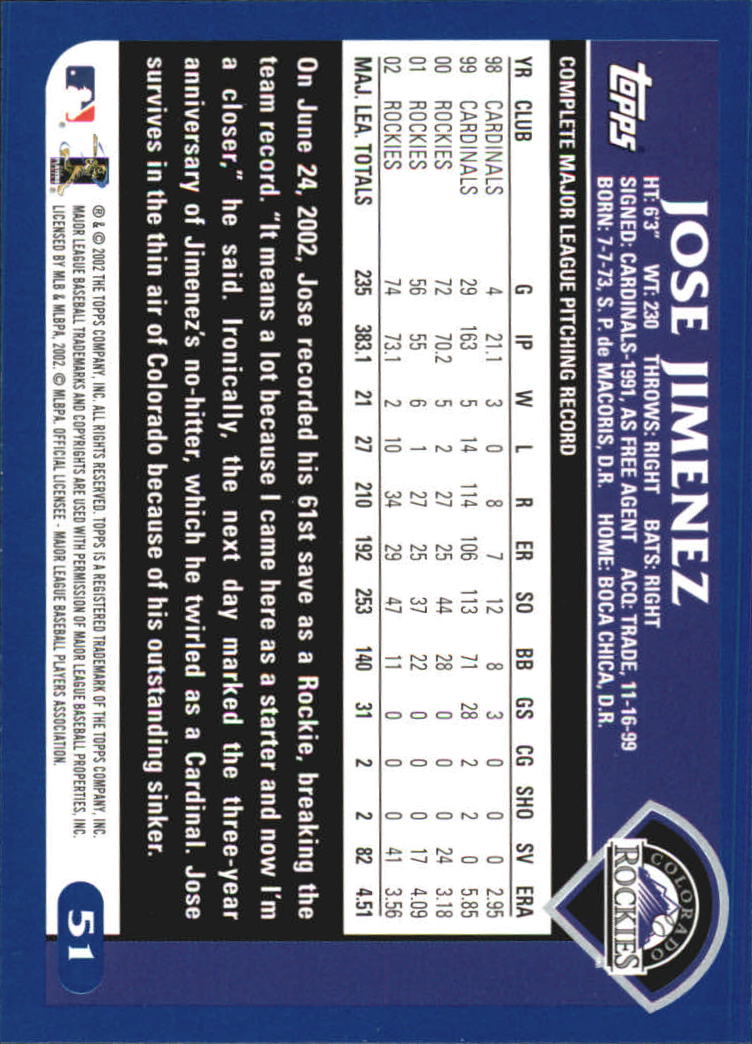 topps
JOSE JIMENEZ
HT: 6'3" WT: 230 THROWS: RIGHT BATS: RIGHT
SIGNED: CARDINALS-1991, AS FREE AGENT ACQ: TRADE, 11-16-99
BORN: 7-7-73, S. P. de MACORIS, D.R. HOME: BOCA CHICA, D.R.
COLORADO
ROCKIES
COMPLETE MAJOR LEAGUE PITCHING RECORD
YR CLUB G IP W L R ER SO BB GS CG SHO SV ERA
98 CARDINALS 4 21.1 3 0 8 7 12 8 3 0 0 0 2.95
99 CARDINALS 29 163 5 14 114 106 113 71 28 2 2 0 5.85
00 ROCKIES 72 70.2 5 2 27 25 44 28 0 0 0 24 3.18
01 ROCKIES 56 55 6 1 27 25 37 22 0 0 0 17 4.09
02 ROCKIES 74 73.1 2 10 34 29 47 11 0 0 0 41 3.56
MAJ. LEA. TOTALS 235 383.1 21 27 210 192 253 140 31 2 2 82 4.51
On June 24, 2002, Jose recorded his 61st save as a Rockie, breaking the
team record. "It means a lot because I came here as a starter and now I'm
a closer," he said. Ironically, the next day marked the three-year
anniversary of Jimenez's no-hitter, which he twirled as a Cardinal. Jose
survives in the thin air of Colorado because of his outstanding sinker.
® & © 2002 THE TOPPS COMPANY, INC. ALL RIGHTS RESERVED. TOPPS IS A REGISTERED TRADEMARK OF THE TOPPS COMPANY, INC.
MAJOR LEAGUE BASEBALL TRADEMARKS AND COPYRIGHTS ARE USED WITH PERMISSION OF MAJOR LEAGUE BASEBALL PROPERTIES, INC.
LICENSED BY MLB & MLBPA, 2002. © MLBPA. OFFICIAL LICENSEE - MAJOR LEAGUE BASEBALL PLAYERS ASSOCIATION.
51